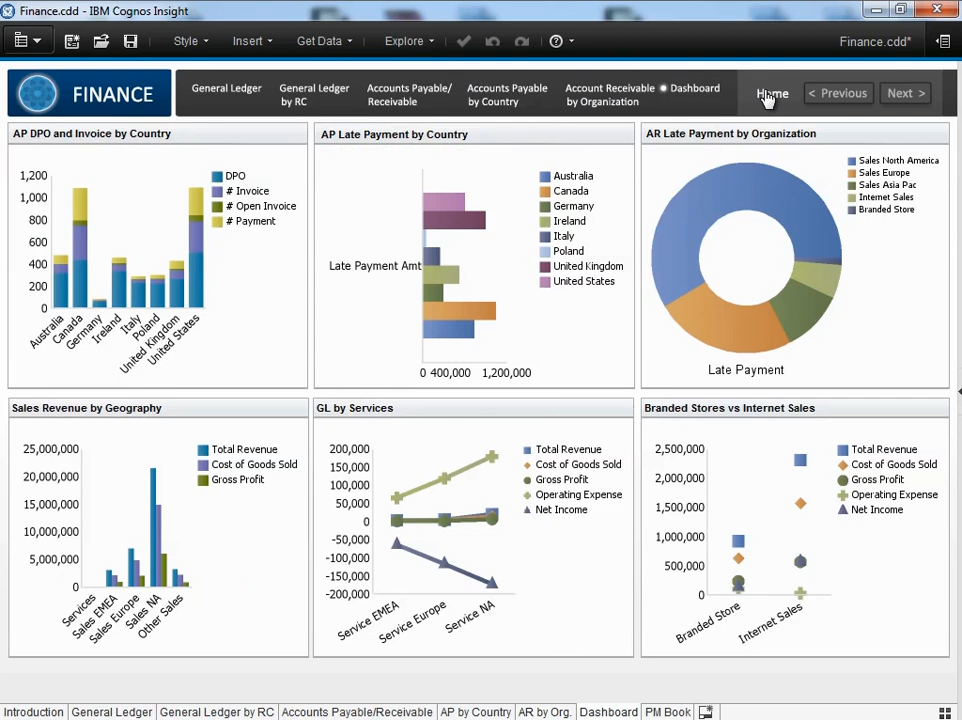 Finance.cdd * - IBM Cognos Insight
Style
Insert
Get Data
Explore
Finance.cdd*
FINANCE
General Ledger
General Ledger
by RC
Accounts Payable/
Receivable
Accounts Payable
by Country
Account Receivable
by Organization
Dashboard
Home
< Previous
Next >
AP DPO and Invoice by Country
1,200
1,000
800
600
400
200
0
Australia
Canada
Germany
Ireland
Italy
Poland
United Kingdom
United States
DPO
# Invoice
# Open Invoice
# Payment
AP Late Payment by Country
Late Payment Amt
0 400,000 1,200,000
Australia
Canada
Germany
Ireland
Italy
Poland
United Kingdom
United States
AR Late Payment by Organization
Sales North America
Sales Europe
Sales Asia Pac
Internet Sales
Branded Store
Late Payment
Sales Revenue by Geography
25,000,000
20,000,000
15,000,000
10,000,000
5,000,000
0
Services
Sales EMEA
Sales Europe
Sales NA
Other Sales
Total Revenue
Cost of Goods Sold
Gross Profit
GL by Services
200,000
150,000
100,000
50,000
0
-50,000
-100,000
-150,000
-200,000
Service EMEA
Service Europe
Service NA
Total Revenue
Cost of Goods Sold
Gross Profit
Operating Expense
Net Income
Branded Stores vs Internet Sales
2,500,000
2,000,000
1,500,000
1,000,000
500,000
0
Branded Store
Internet Sales
Total Revenue
Cost of Goods Sold
Gross Profit
Operating Expense
Net Income
Introduction
General Ledger
General Ledger by RC
Accounts Payable/Receivable
AP by Country
AR by Org.
Dashboard
PM Book